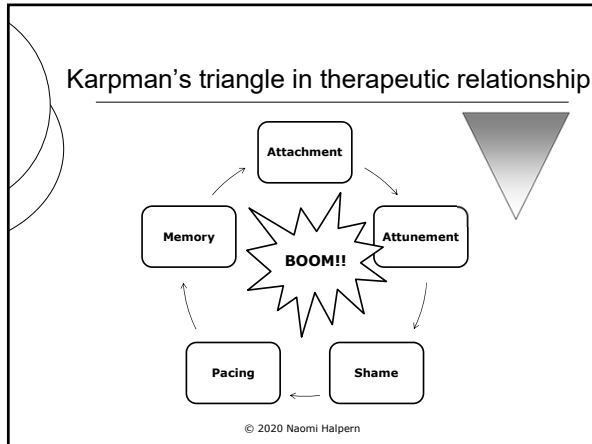 Karpman's triangle in therapeutic relationship
Attachment
Memory
BOOM!!
Attunement
Pacing
Shame
© 2020 Naomi Halpern